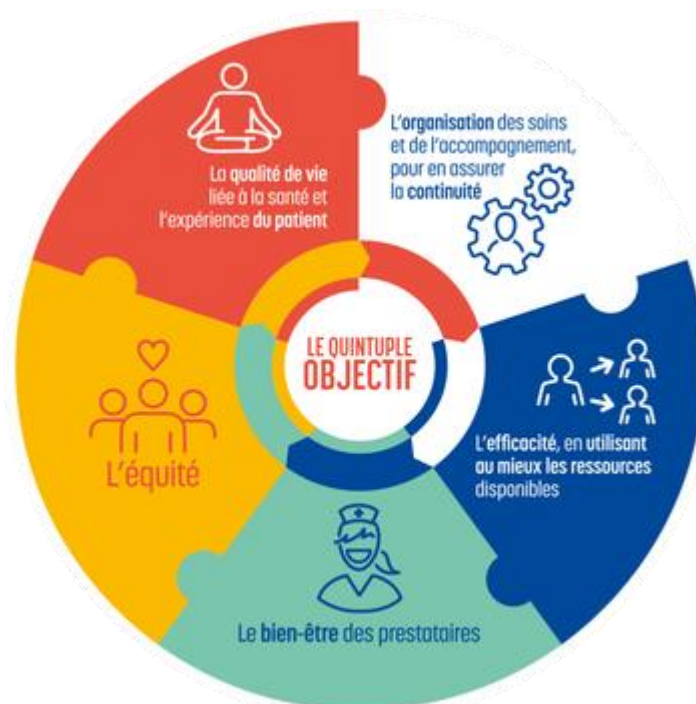 La qualité de vie
liée à la santé et
l'expérience du patient
L'organisation des soins
et de l'accompagnement,
pour en assurer
la continuité
LE QUINTUPLE
OBJECTIF
L'équité
L'efficacité, en utilisant
au mieux les ressources
disponibles
Le bien-être des prestataires